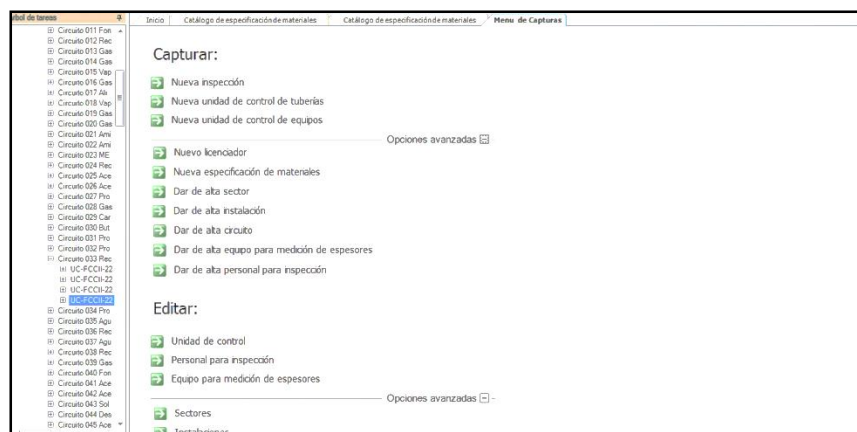 rbol de tareas
Inicio
Catálogo de especificación de materiales
Catálogo de especificación de materiales
Menu de Capturas
Circuito 011 Fon
Circuito 012 Rec
Circuito 013 Gas
Circuito 014 Gas
Circuito 015 Vap
Circuito 016 Gas
Circuito 017 Ali
Circuito 018 Vap
Circuito 019 Gas
Circuito 020 Gas
Circuito 021 Ami
Circuito 022 Ami
Circuito 023 ME
Circuito 024 Rec
Circuito 025 Ace
Circuito 026 Ace
Circuito 027 Pro
Circuito 028 Gas
Circuito 029 Car
Circuito 030 But
Circuito 031 Pro
Circuito 032 Pro
Circuito 033 Rec
UC-FCCII-22
UC-FCCII-22
UC-FCCII-22
UC-FCCII-22
Circuito 034 Pro
Circuito 035 Agu
Circuito 036 Rec
Circuito 037 Agu
Circuito 038 Rec
Circuito 039 Gas
Circuito 040 Fon
Circuito 041 Ace
Circuito 042 Ace
Circuito 043 Sol
Circuito 044 Des
Circuito 045 Ace
Capturar:
Nueva inspección
Nueva unidad de control de tuberías
Nueva unidad de control de equipos
Opciones avanzadas
Nuevo licenciador
Nueva especificación de materiales
Dar de alta sector
Dar de alta instalación
Dar de alta circuito
Dar de alta equipo para medición de espesores
Dar de alta personal para inspección
Editar:
Unidad de control
Personal para inspección
Equipo para medición de espesores
Opciones avanzadas
Sectores